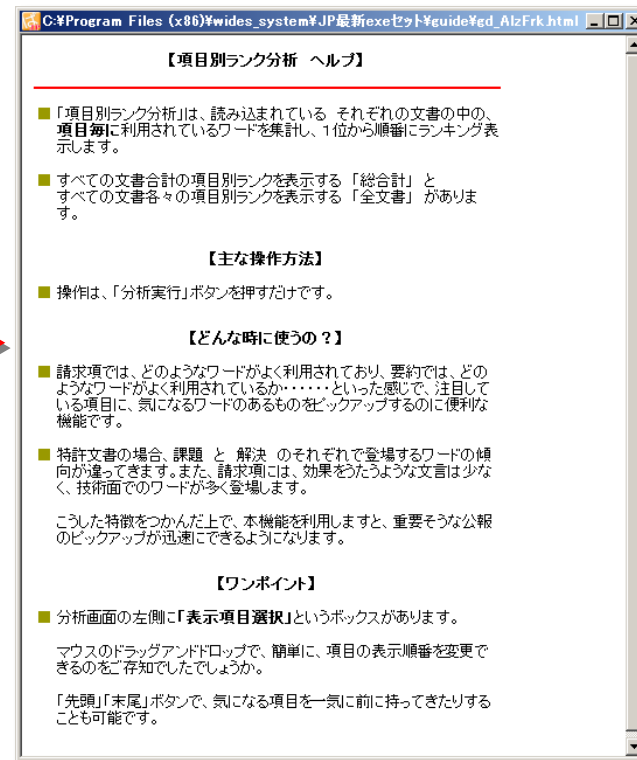 C:¥Program Files (x86)¥wides_system¥JP最新exeセット¥guide¥gd_AlzFrk.html
【項目別ランク分析 ヘルプ】
■「項目別ランク分析」は、読み込まれている それぞれの文書の中の、
項目毎に利用されているワードを集計し、1位から順番にランキング表
示します。
■ すべての文書合計の項目別ランクを表示する 「総合計」 と
すべての文書各々の項目別ランクを表示する 「全文書」 がありま
す。
【主な操作方法】
■ 操作は、「分析実行」ボタンを押すだけです。
【どんな時に使うの？】
■ 請求項では、どのようなワードがよく利用されており、要約では、どの
ようなワードがよく利用されているか・・・・・・といった感じで、注目して
いる項目に、気になるワードのあるものをピックアップするのに便利な
機能です。
■ 特許文書の場合、課題 と 解決 のそれぞれで登場するワードの傾
向が違ってきます。また、請求項には、効果をうたうような文言は少な
く、技術面でのワードが多く登場します。
こうした特徴をつかんだ上で、本機能を利用しますと、重要そうな公報
のピックアップが迅速にできるようになります。
【ワンポイント】
■ 分析画面の左側に「表示項目選択」というボックスがあります。
マウスのドラッグアンドドロップで、簡単に、項目の表示順番を変更で
きるのをご存知でしたでしょうか。
「先頭」「末尾」ボタンで、気になる項目を一気に前に持ってきたりする
ことも可能です。